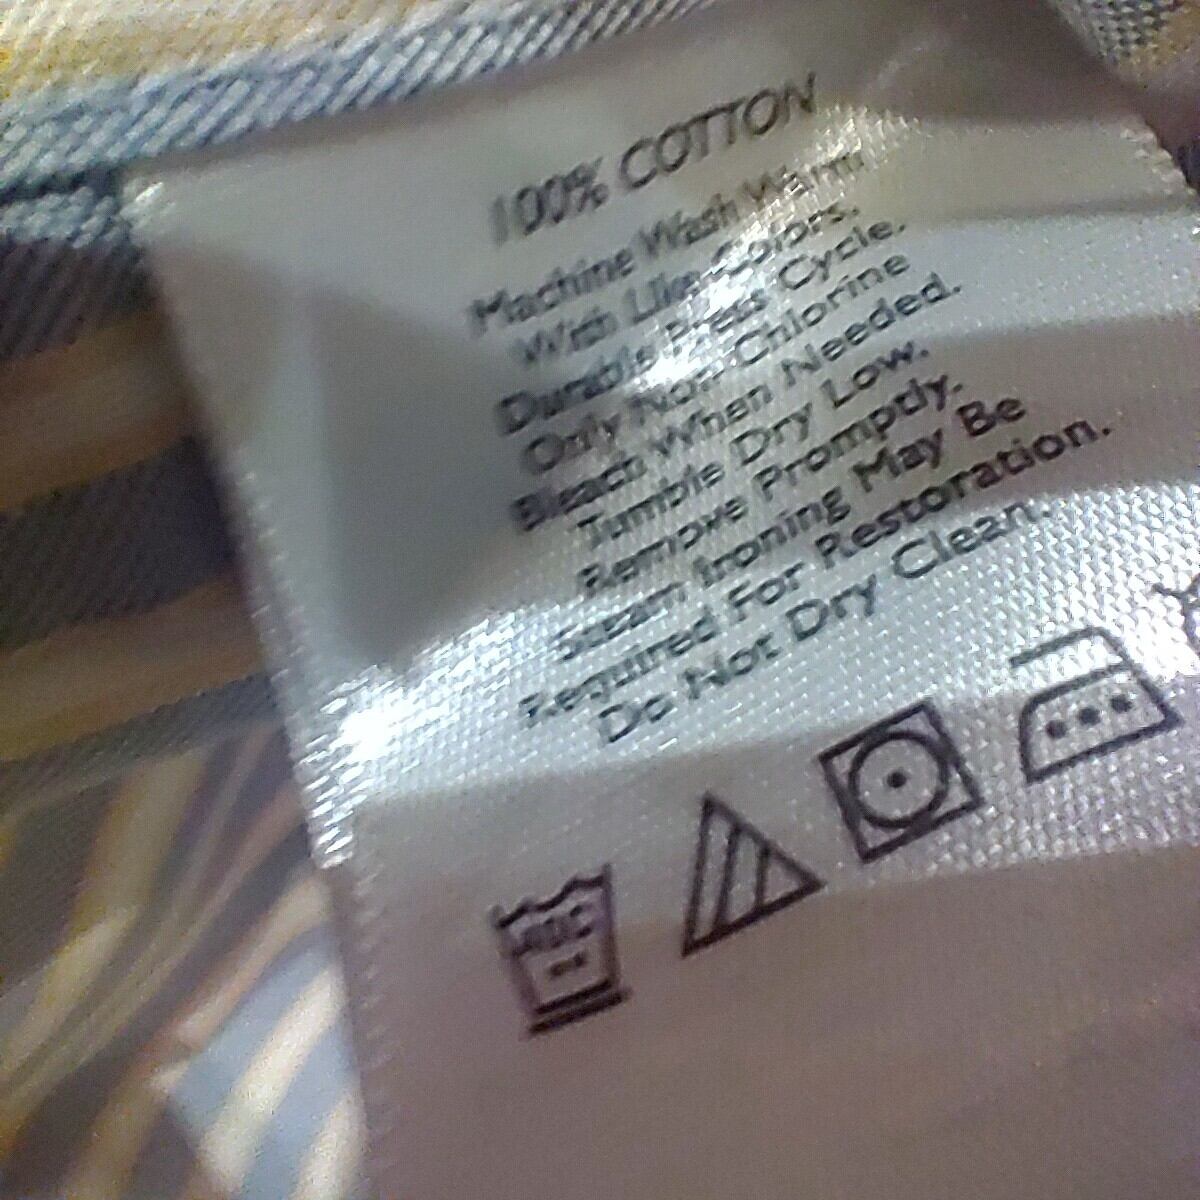 100% COTTON
Machine Wash Warm
With Like Colors.
Durable Press Cycle.
Only Non-Chlorine
Bleach When Needed.
Tumble Dry Low.
Remove Promptly.
Steam Ironing May Be
Required For Restoration.
Do Not Dry Clean.